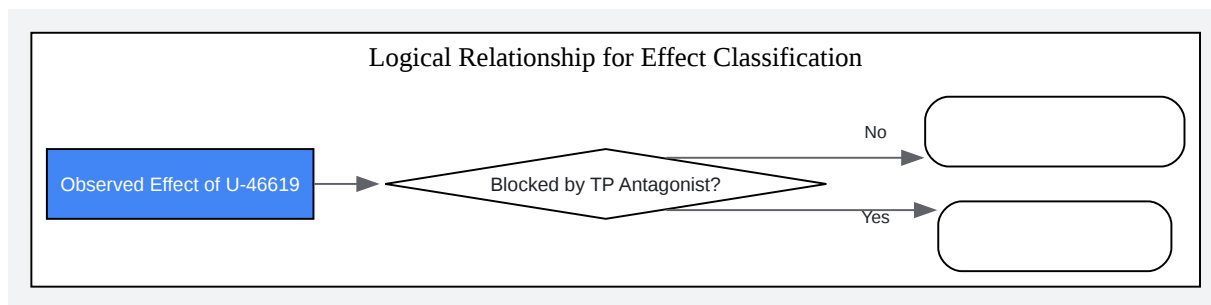 Logical Relationship for Effect Classification
Observed Effect of U-46619
Blocked by TP Antagonist?
No
Yes